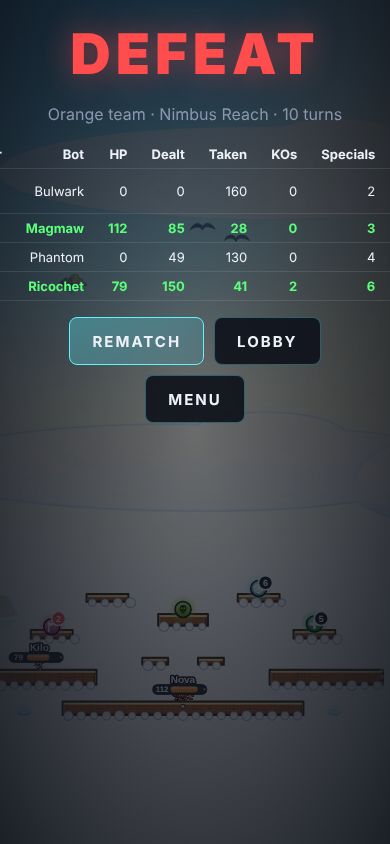 DEFEAT
Orange team · Nimbus Reach · 10 turns
Bot HP Dealt Taken KOs Specials
Bulwark 0 0 160 0 2
Magmaw 112 85 28 0 3
Phantom 0 49 130 0 4
Ricochet 79 150 41 2 6
REMATCH LOBBY
MENU
6
2
5
Kilo
79
Nova
112